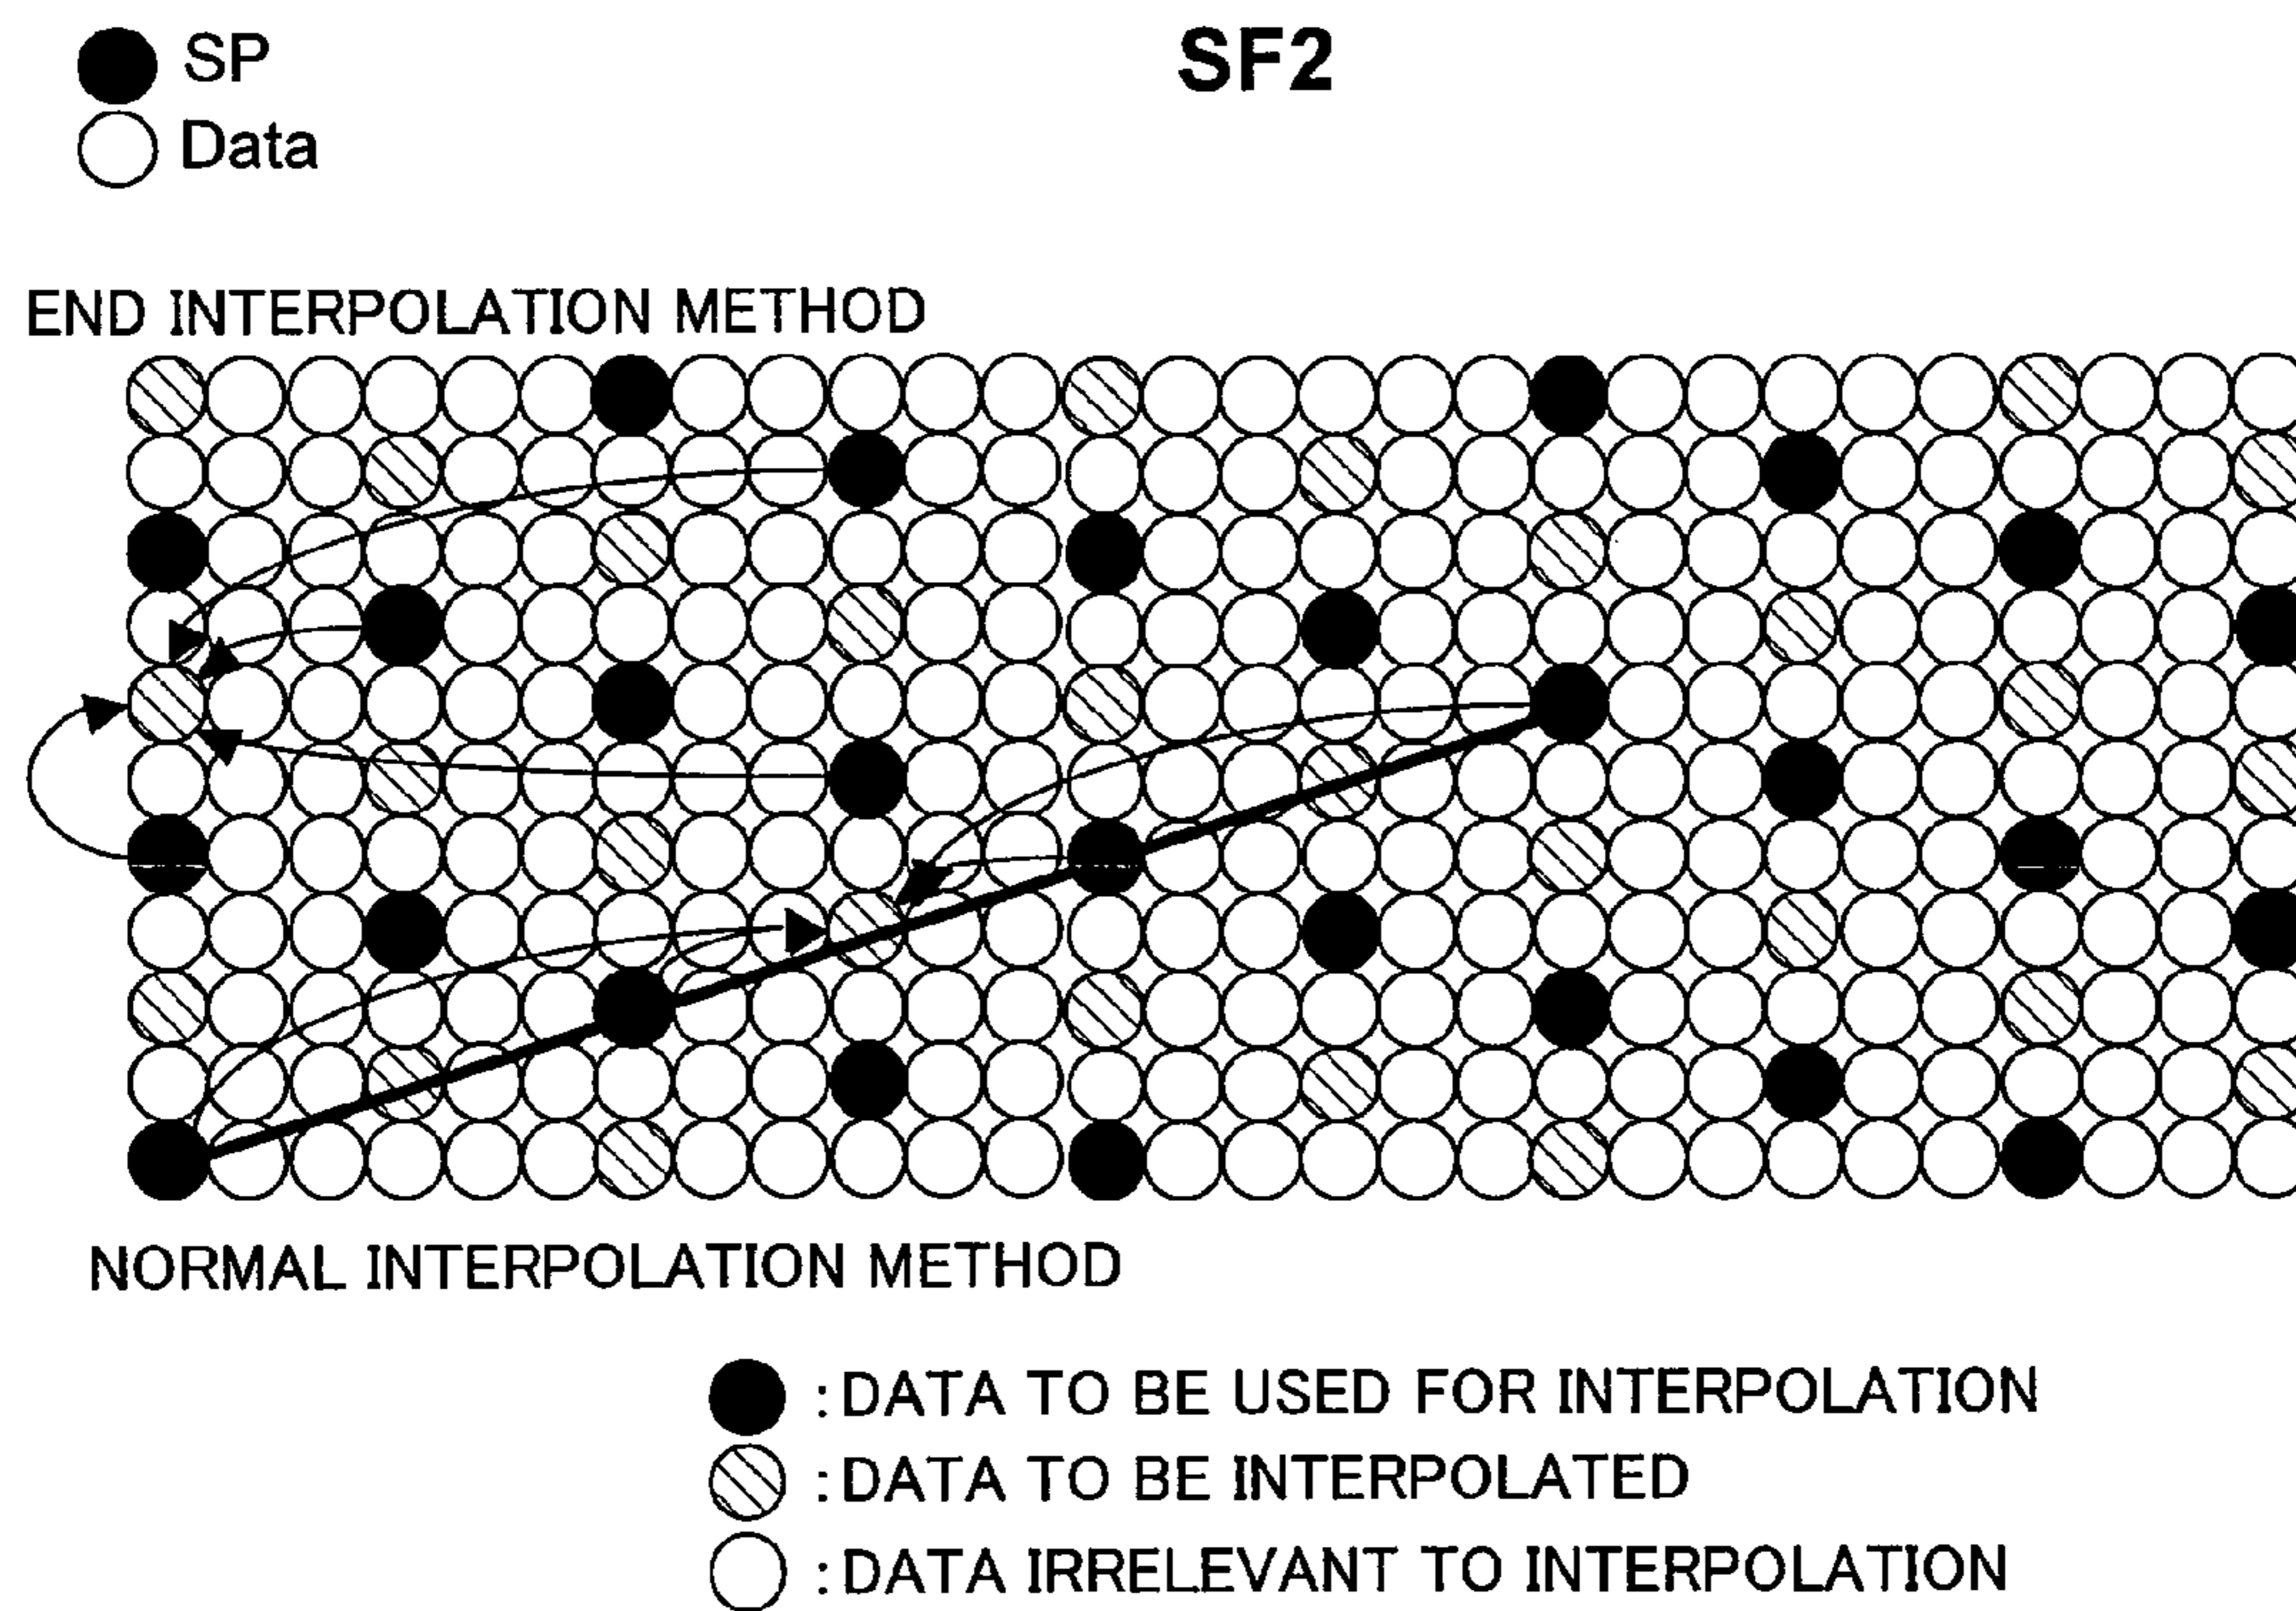 SP
SF2
Data
END INTERPOLATION METHOD
NORMAL INTERPOLATION METHOD
: DATA TO BE USED FOR INTERPOLATION
: DATA TO BE INTERPOLATED
: DATA IRRELEVANT TO INTERPOLATION